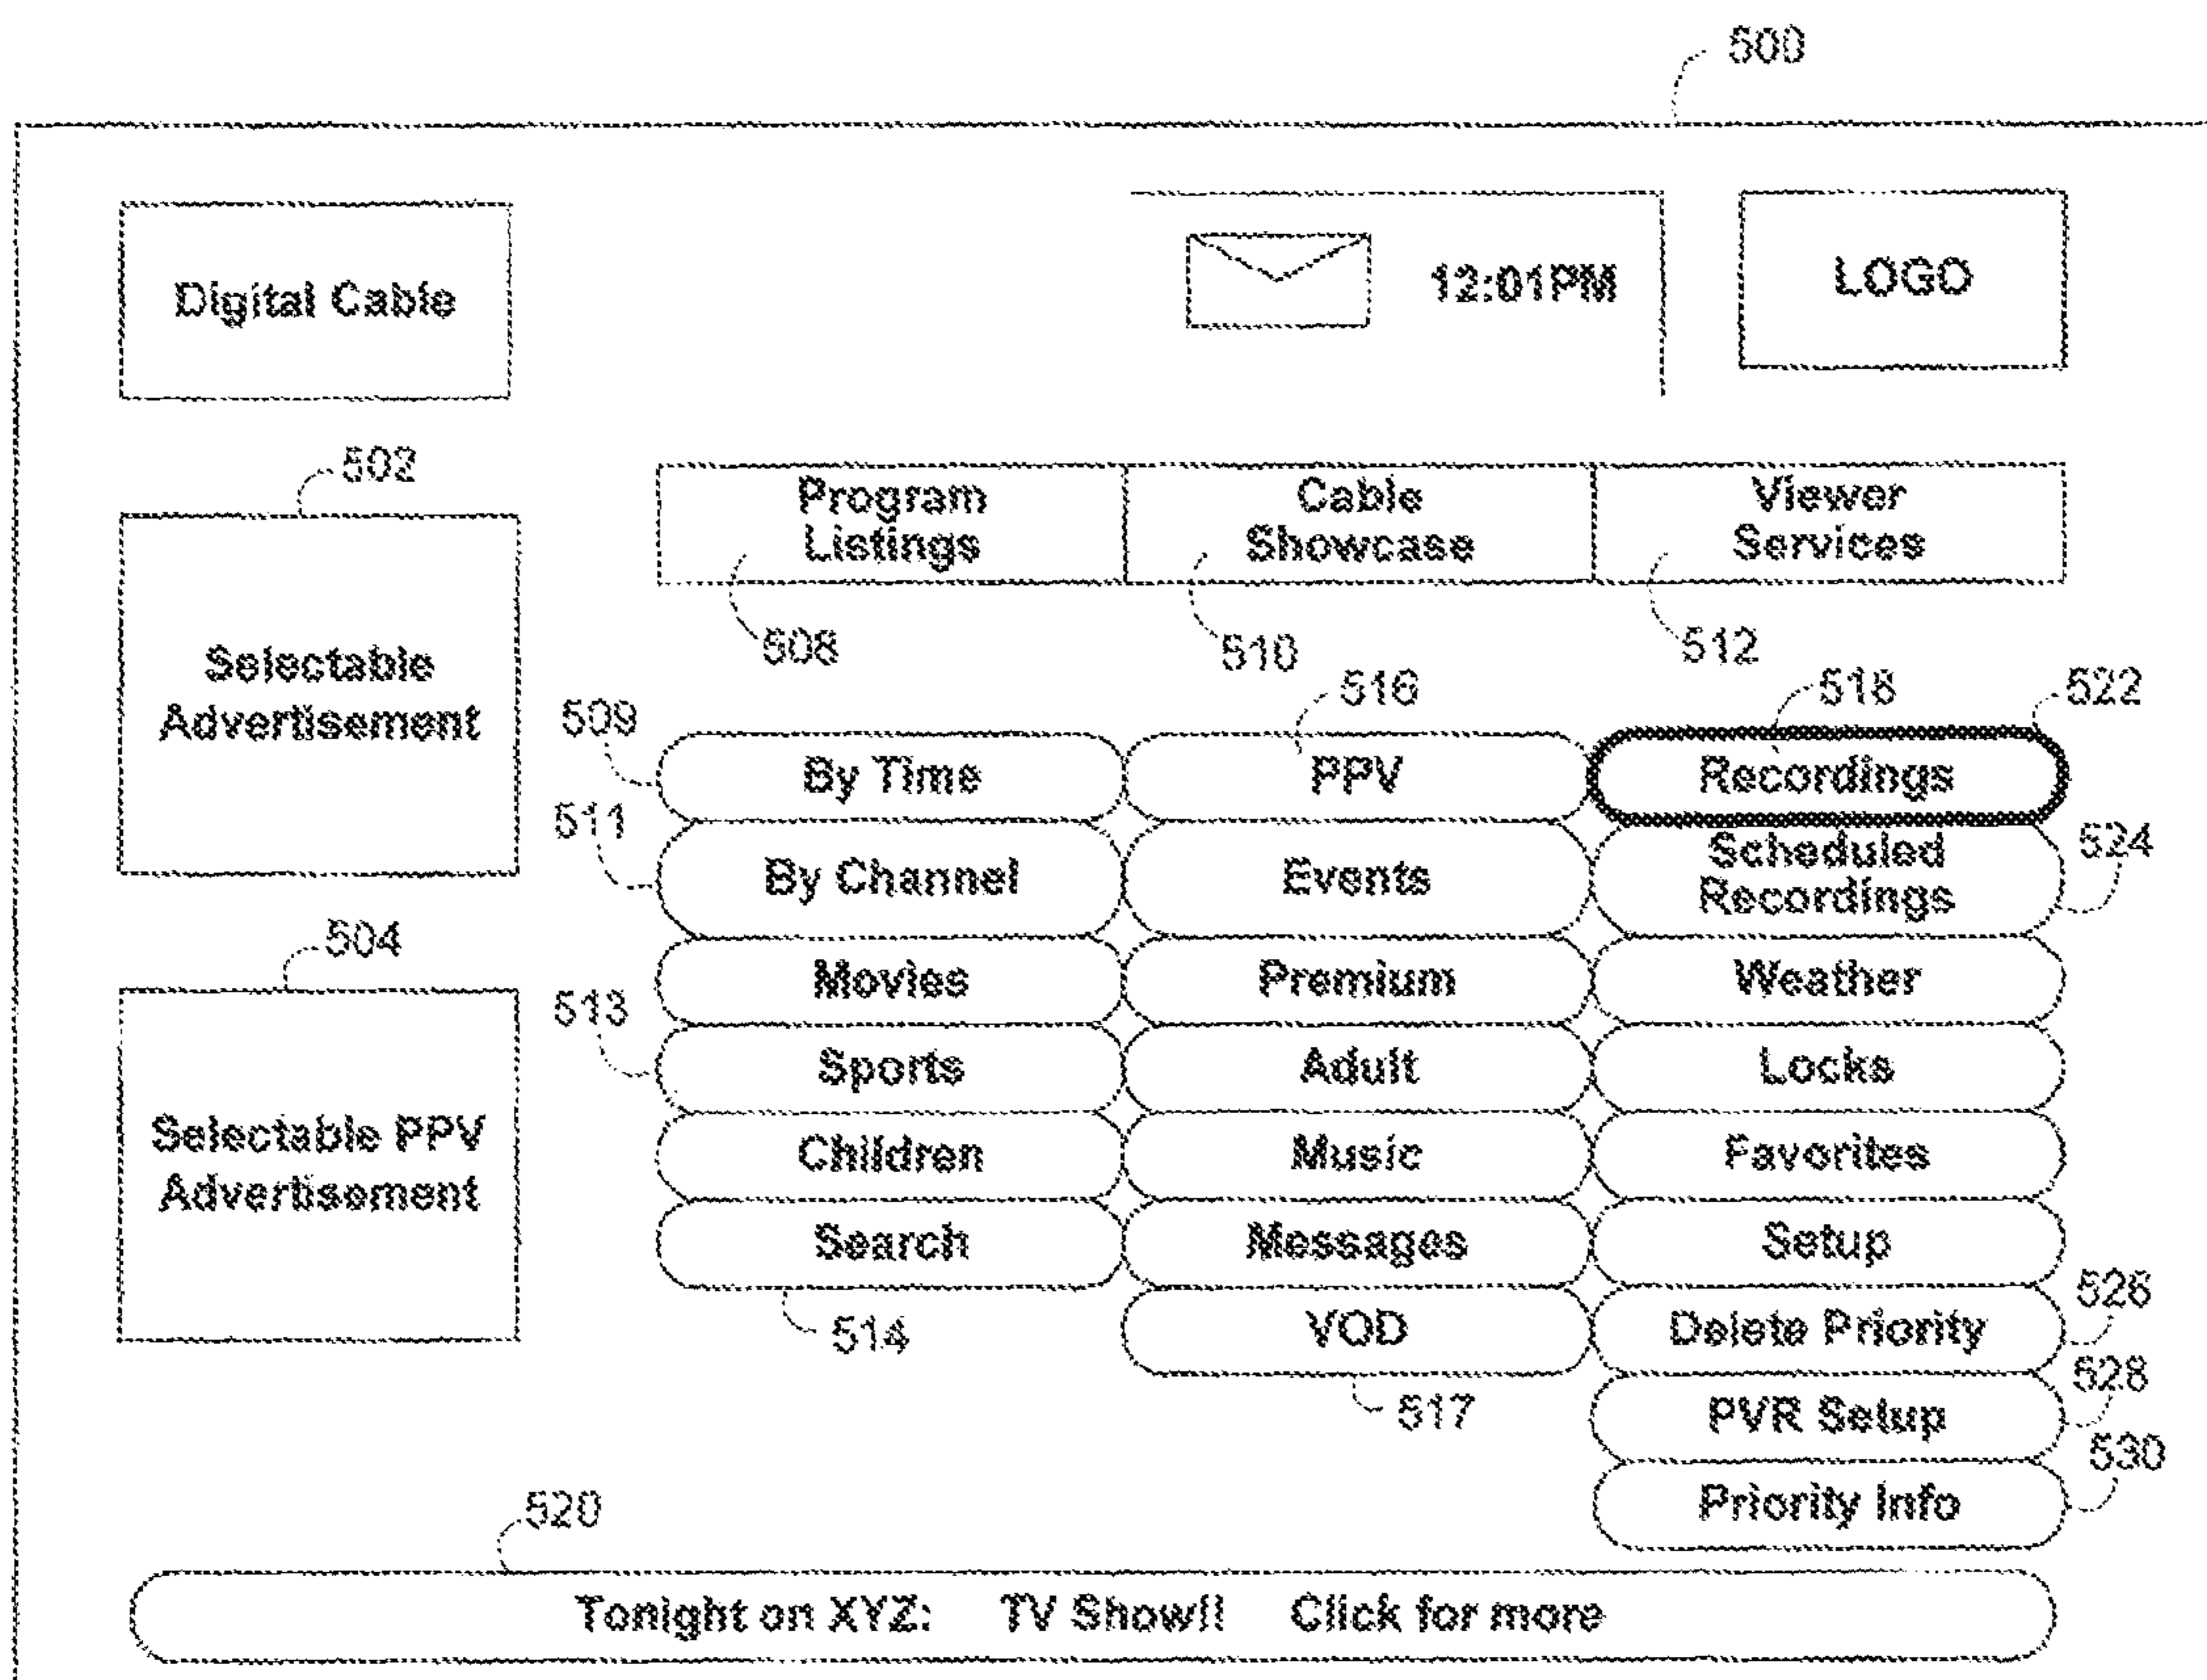 500
Digital Cable
12:01PM
LOGO
502
Program
Listings
Cable
Showcase
Viewer
Services
508
510
512
Selectable
Advertisement
509
516
518
522
By Time
PPV
Recordings
511
By Channel
Events
Scheduled
Recordings
524
504
Movies
Premium
Weather
513
Sports
Adult
Locks
Selectable PPV
Advertisement
Children
Music
Favorites
Search
Messages
Setup
526
514
VOD
Delete Priority
528
517
PVR Setup
530
Priority Info
520
Tonight on XYZ: TV Show!! Click for more